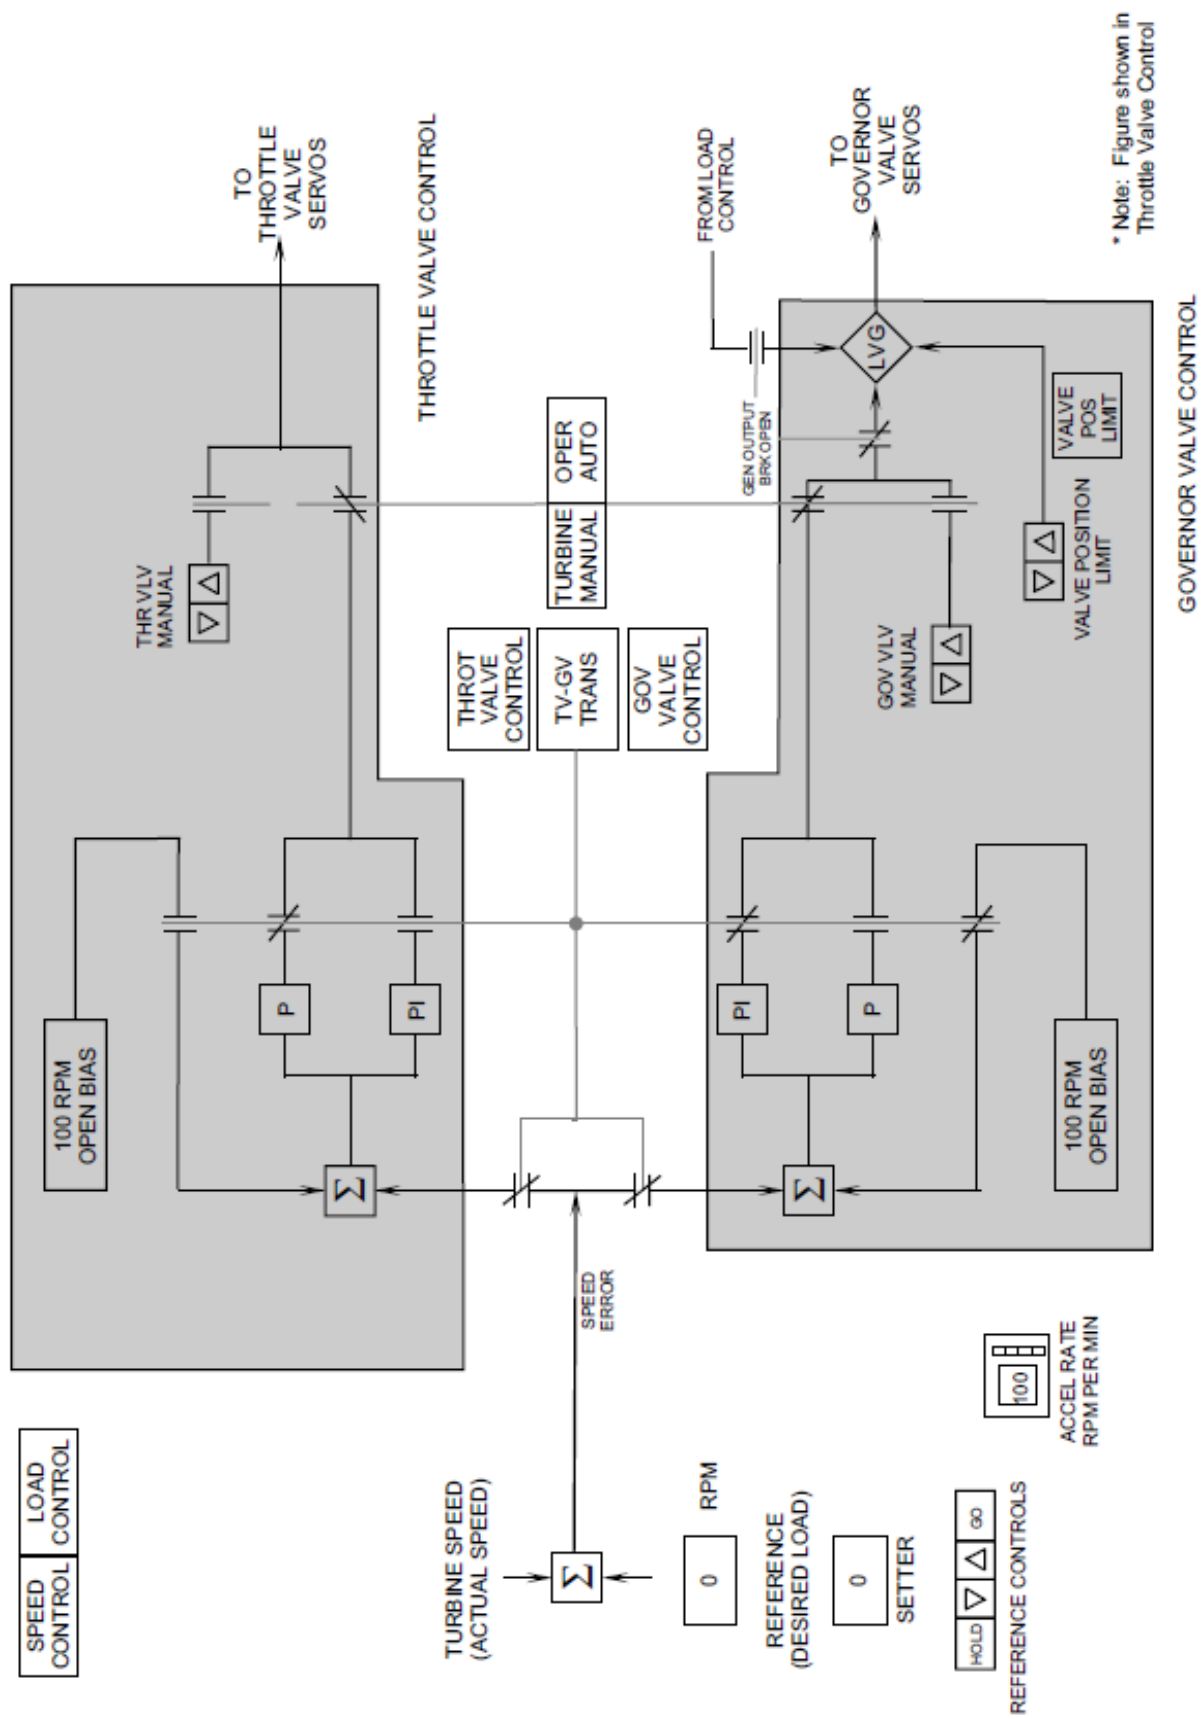 SPEED
CONTROL
LOAD
CONTROL
100 RPM
OPEN BIAS
P
PI
Σ
THR VLV
MANUAL
TO
THROTTLE
VALVE
SERVOS
THROTTLE VALVE CONTROL
TURBINE SPEED
(ACTUAL SPEED)
Σ
SPEED
ERROR
THROT
VALVE
CONTROL
TV-GV
TRANS
GOV
VALVE
CONTROL
TURBINE
MANUAL
OPER
AUTO
0
RPM
REFERENCE
(DESIRED LOAD)
0
SETTER
HOLD
GO
REFERENCE CONTROLS
100
ACCEL RATE
RPM PER MIN
PI
P
Σ
100 RPM
OPEN BIAS
GOV VLV
MANUAL
GEN OUTPUT
BRK OPEN
FROM LOAD
CONTROL
LVG
TO
GOVERNOR
VALVE
SERVOS
VALVE
POS
LIMIT
VALVE POSITION
LIMIT
GOVERNOR VALVE CONTROL
* Note: Figure shown in
Throttle Valve Control